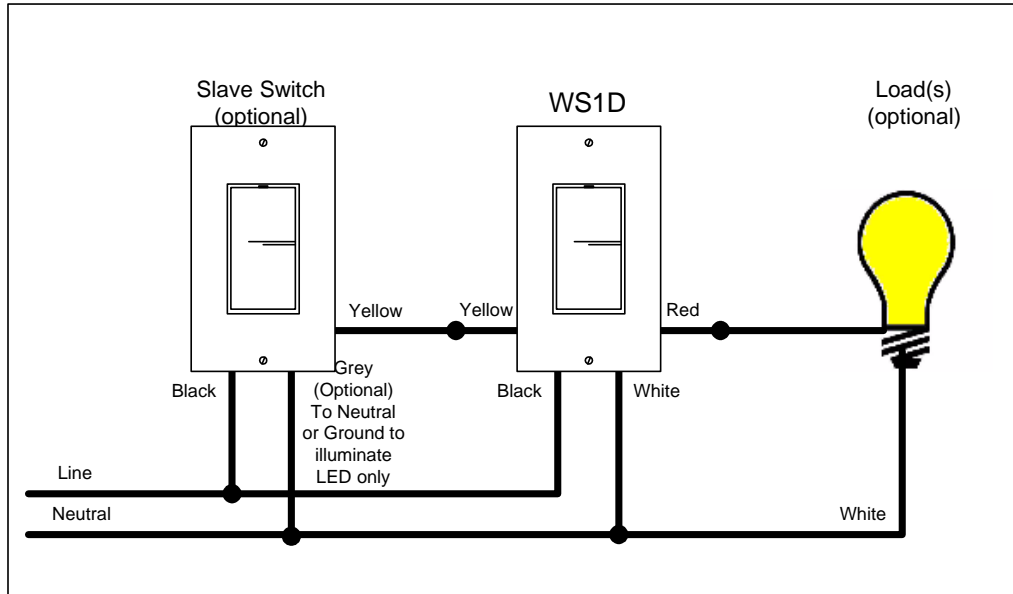 Slave Switch
(optional)
WS1D
Load(s)
(optional)
Yellow
Yellow
Red
Black
Grey
(Optional)
To Neutral
or Ground to
illuminate
LED only
Black
White
Line
Neutral
White